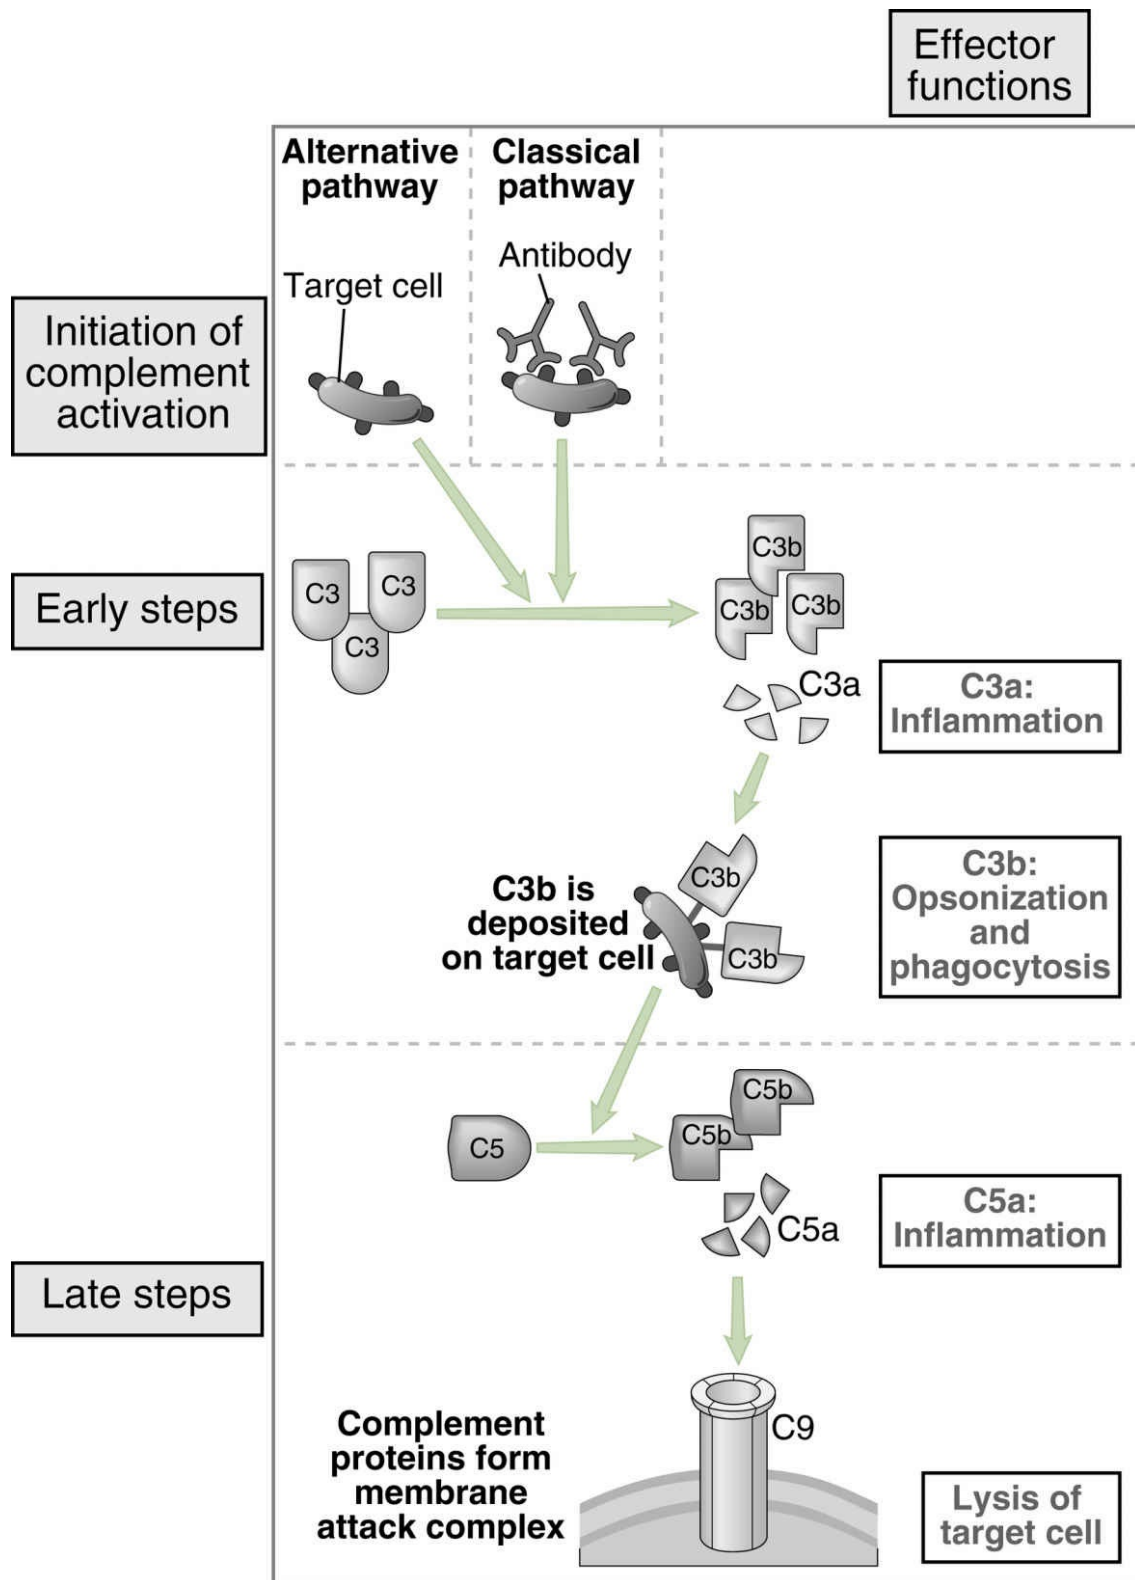 Effector
functions
Alternative
pathway
Classical
pathway
Antibody
Target cell
Initiation of
complement
activation
C3b
C3
C3
C3b
C3b
Early steps
C3
C3a
C3a:
Inflammation
C3b is
deposited
on target cell
C3b
C3b
C3b:
Opsonization
and
phagocytosis
C5b
C5
C5b
C5a
C5a:
Inflammation
Late steps
Complement
proteins form
membrane
attack complex
C9
Lysis of
target cell